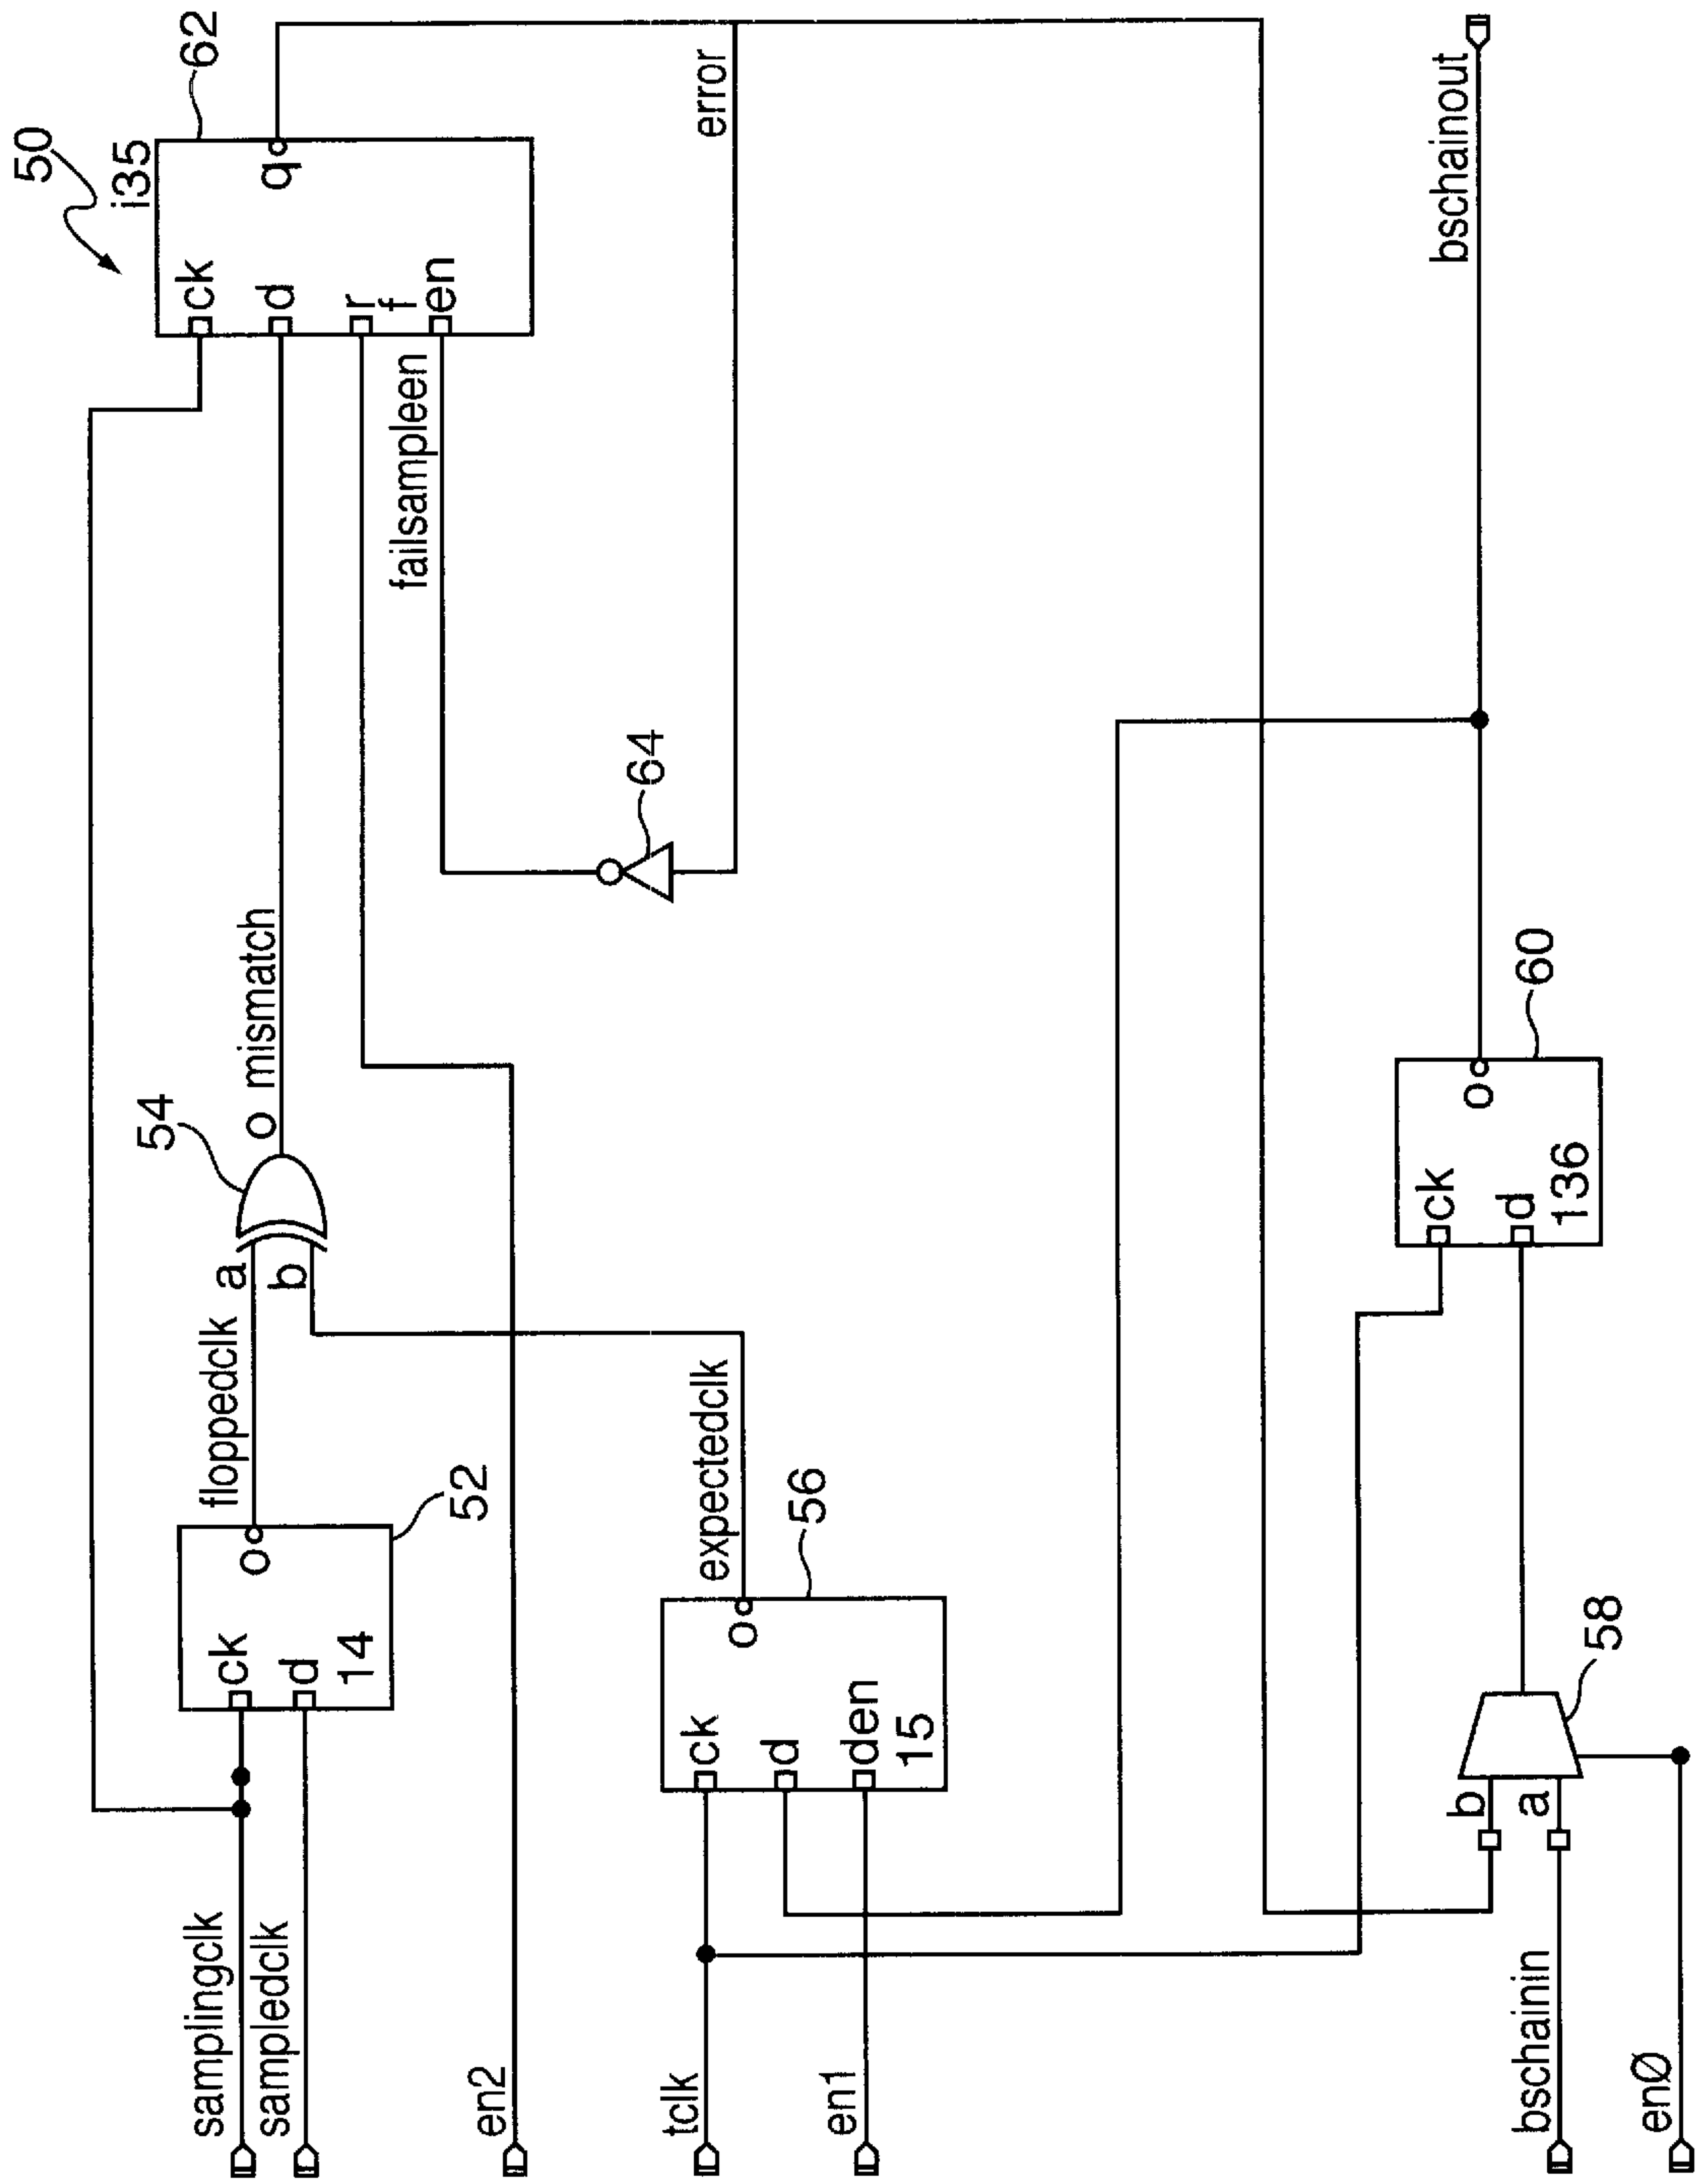 50
i35
62
ck
d
q
r
f
en
failsampleen
error
64
o mismatch
54
a
b
floppedclk
expectedclk
ck
d
o
14
52
ck
d
den
o
15
56
samplingclk
sampledclk
en2
tclk
en1
bschainin
enØ
b
a
58
ck
d
o
136
60
bschainout